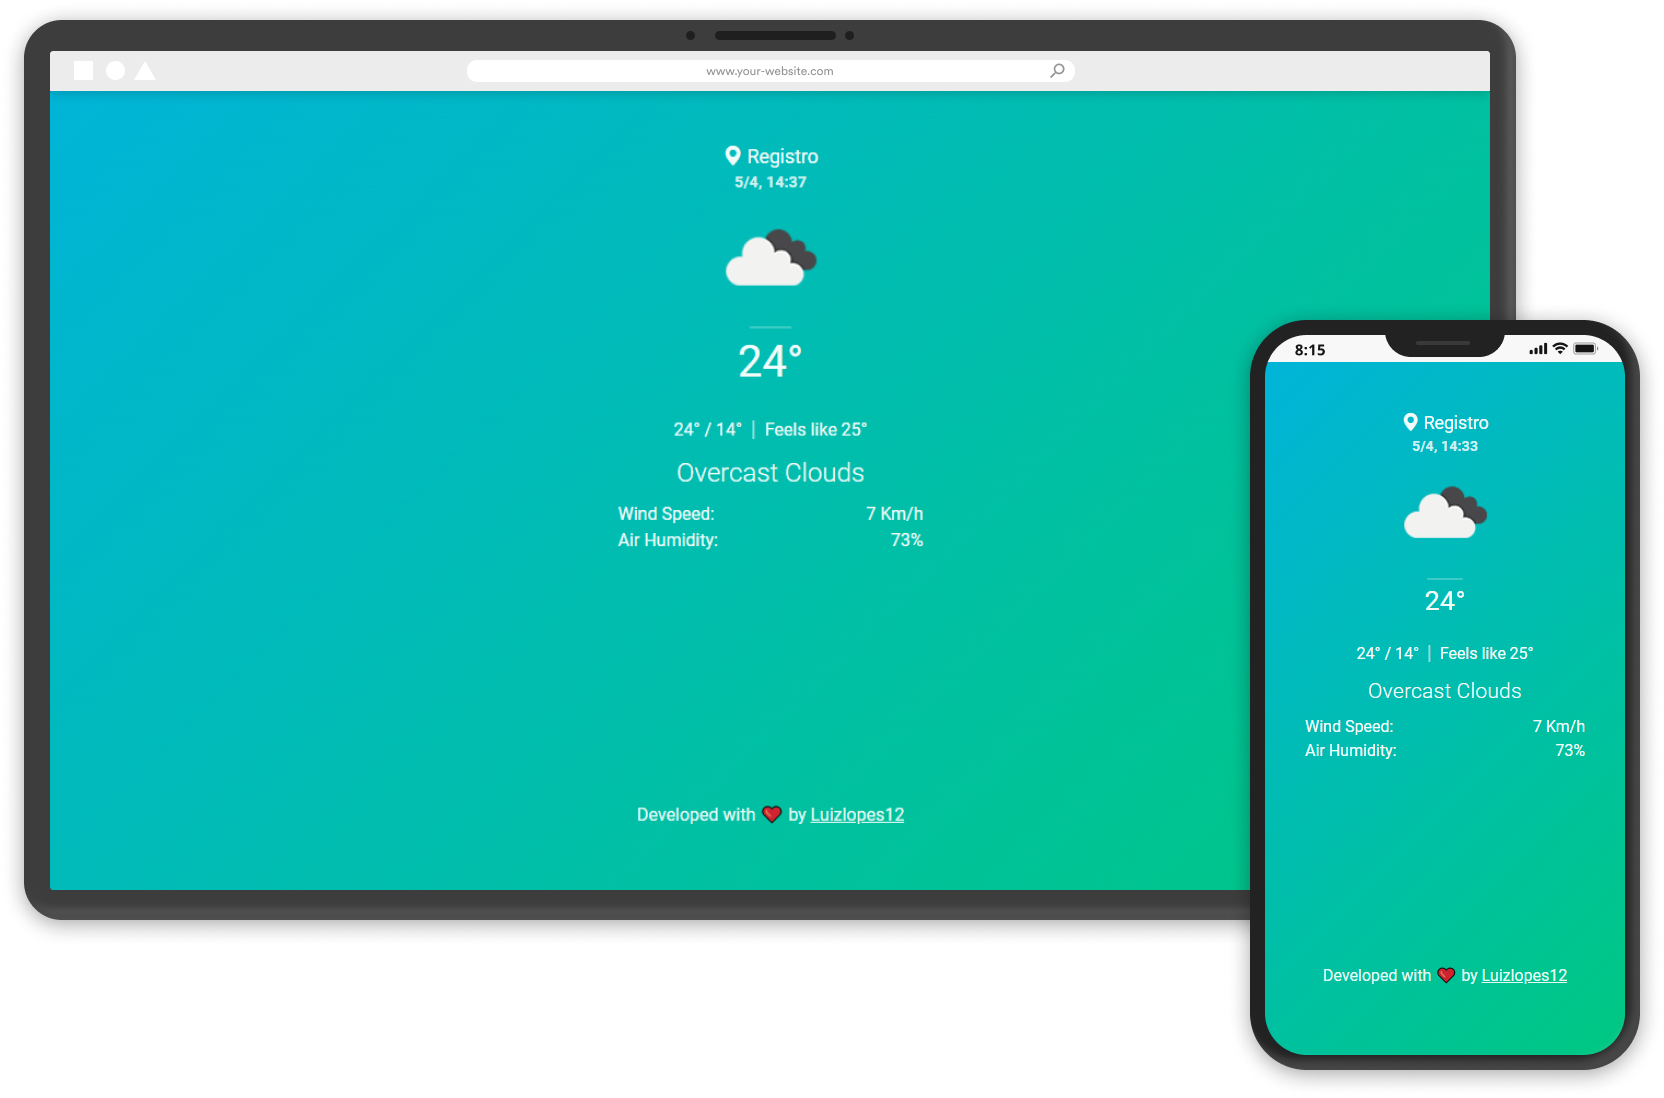 www.your-website.com
Registro
5/4, 14:37
24°
24° / 14° | Feels like 25°
Overcast Clouds
Wind Speed: 7 Km/h
Air Humidity: 73%
Developed with ❤ by Luizlopes12
8:15
Registro
5/4, 14:33
24°
24° / 14° | Feels like 25°
Overcast Clouds
Wind Speed: 7 Km/h
Air Humidity: 73%
Developed with ❤ by Luizlopes12